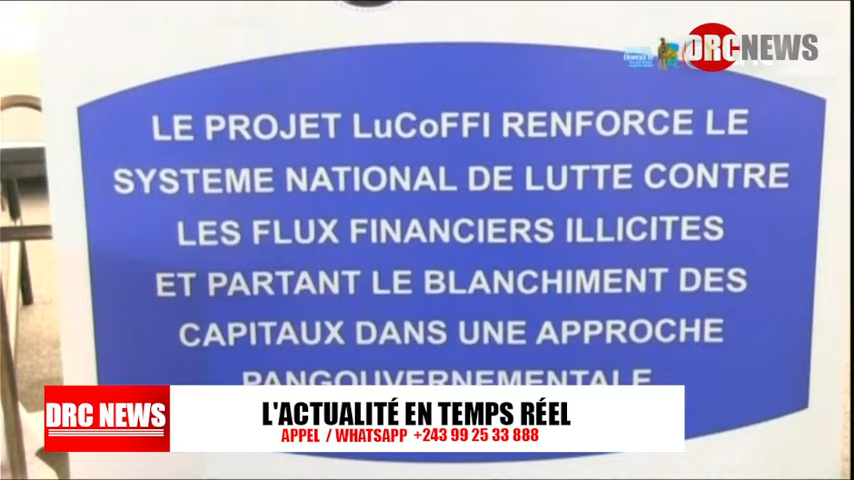 DRCNEWS
LE PROJET LuCoFFI RENFORCE LE
SYSTEME NATIONAL DE LUTTE CONTRE
LES FLUX FINANCIERS ILLICITES
ET PARTANT LE BLANCHIMENT DES
CAPITAUX DANS UNE APPROCHE
PANGOUVERNEMENTALE
DRC NEWS
L'ACTUALITÉ EN TEMPS RÉEL
APPEL / WHATSAPP +243 99 25 33 888